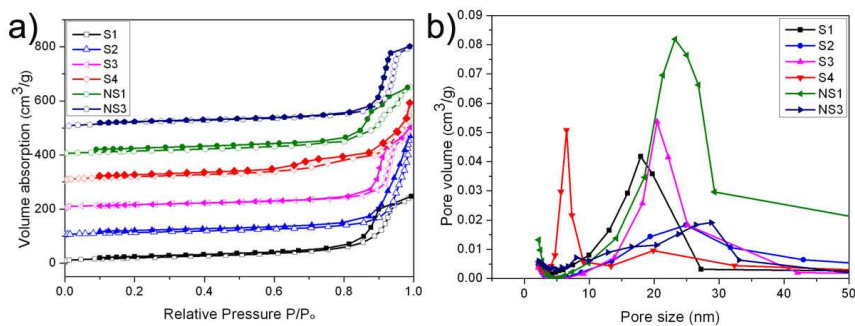 a)
S1
S2
S3
S4
NS1
NS3
800
600
400
200
0
0.0 0.2 0.4 0.6 0.8 1.0
Volume absorption (cm³/g)
Relative Pressure P/Pₒ
b)
S1
S2
S3
S4
NS1
NS3
0.09
0.08
0.07
0.06
0.05
0.04
0.03
0.02
0.01
0.00
0 10 20 30 40 50
Pore volume (cm³/g)
Pore size (nm)